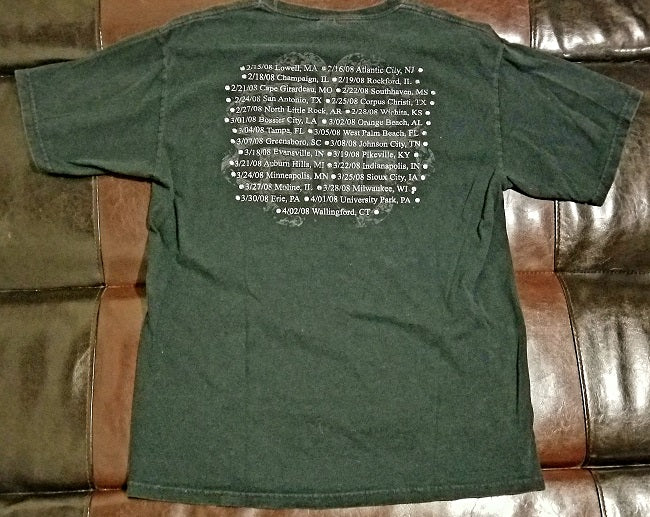 • 2/15/08 Lowell, MA • 2/16/08 Atlantic City, NJ •
• 2/18/08 Champaign, IL • 2/19/08 Rockford, IL •
• 2/21/08 Cape Girardeau, MO • 2/22/08 Southhaven, MS •
• 2/24/08 San Antonio, TX • 2/25/08 Corpus Christi, TX •
• 2/27/08 North Little Rock, AR • 2/28/08 Wichita, KS •
• 3/01/08 Bossier City, LA • 3/02/08 Orange Beach, AL •
• 3/04/08 Tampa, FL • 3/05/08 West Palm Beach, FL •
• 3/07/08 Greensboro, SC • 3/08/08 Johnson City, TN •
• 3/18/08 Evansville, IN • 3/19/08 Pikeville, KY •
• 3/21/08 Auburn Hills, MI • 3/22/08 Indianapolis, IN •
• 3/24/08 Minneapolis, MN • 3/25/08 Sioux City, IA •
• 3/27/08 Moline, IL • 3/28/08 Milwaukee, WI •
• 3/30/08 Erie, PA • 4/01/08 University Park, PA •
• 4/02/08 Wallingford, CT •